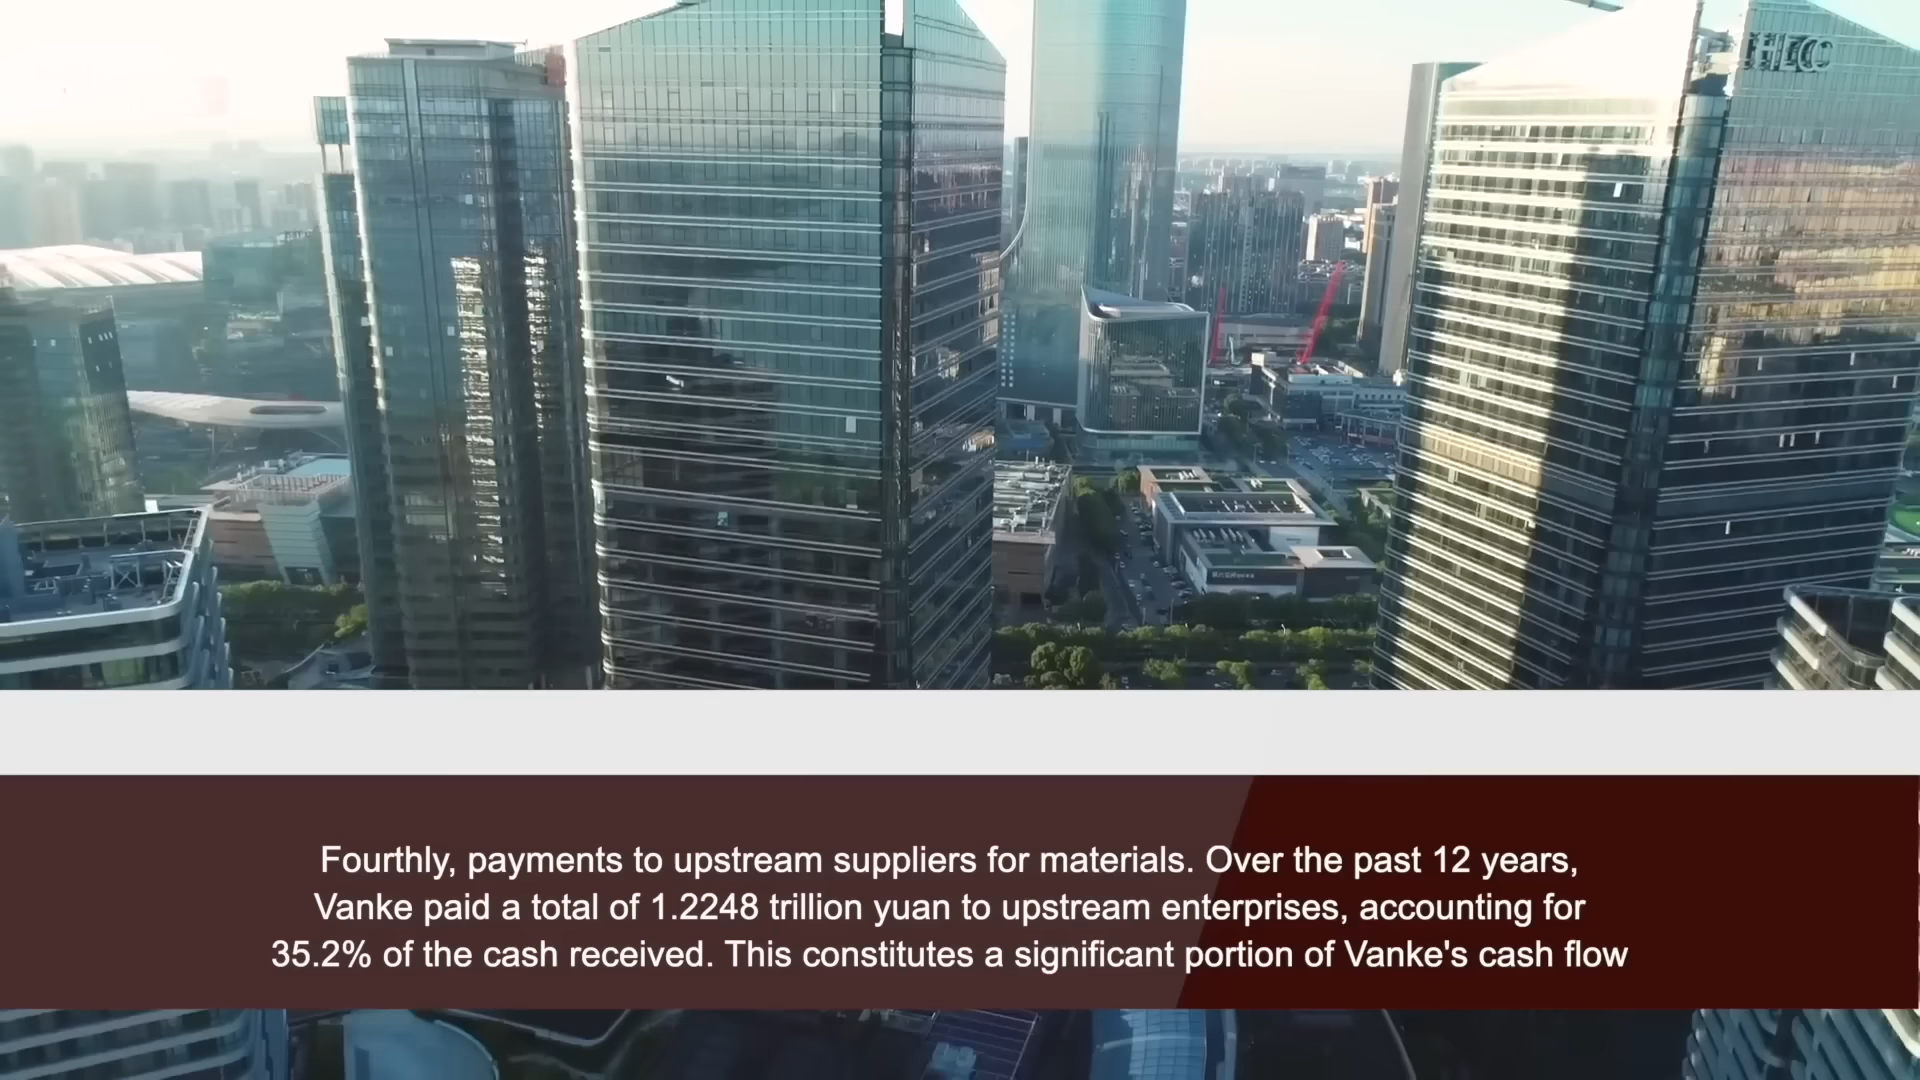 Fourthly, payments to upstream suppliers for materials. Over the past 12 years,
Vanke paid a total of 1.2248 trillion yuan to upstream enterprises, accounting for
35.2% of the cash received. This constitutes a significant portion of Vanke's cash flow